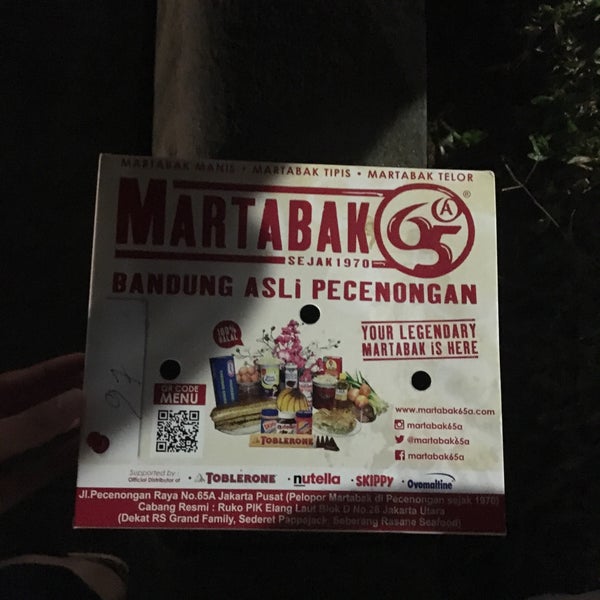 MARTABAK MANIS • MARTABAK TIPIS • MARTABAK TELOR
MARTABAK 65A ®
SEJAK 1970
BANDUNG ASLi PECENONGAN
100% HALAL
YOUR LEGENDARY
MARTABAK iS HERE
QR CODE
MENU
97
TOBLERONE
www.martabak65a.com
martabak65a
@martabak65a
martabak65a
Supported by :
Official Distributor of
• TOBLERONE • nutella • SKIPPY • Ovomaltine
Jl.Pecenongan Raya No.65A Jakarta Pusat (Pelopor Martabak di Pecenongan sejak 1970)
Cabang Resmi : Ruko PIK Elang Laut Blok D No.28 Jakarta Utara
(Dekat RS Grand Family, Sederet Pappajack, Seberang Rasane Seafood)